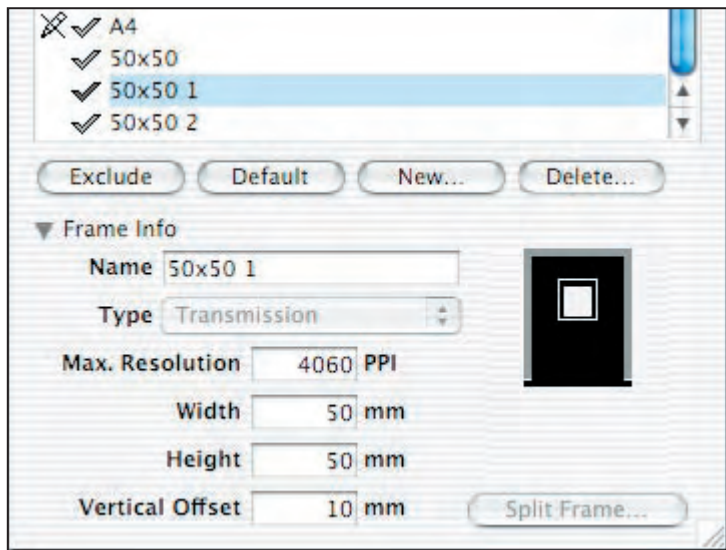 A4
50x50
50x50 1
50x50 2
Exclude Default New... Delete...
Frame Info
Name 50x50 1
Type Transmission
Max. Resolution 4060 PPI
Width 50 mm
Height 50 mm
Vertical Offset 10 mm
Split Frame...